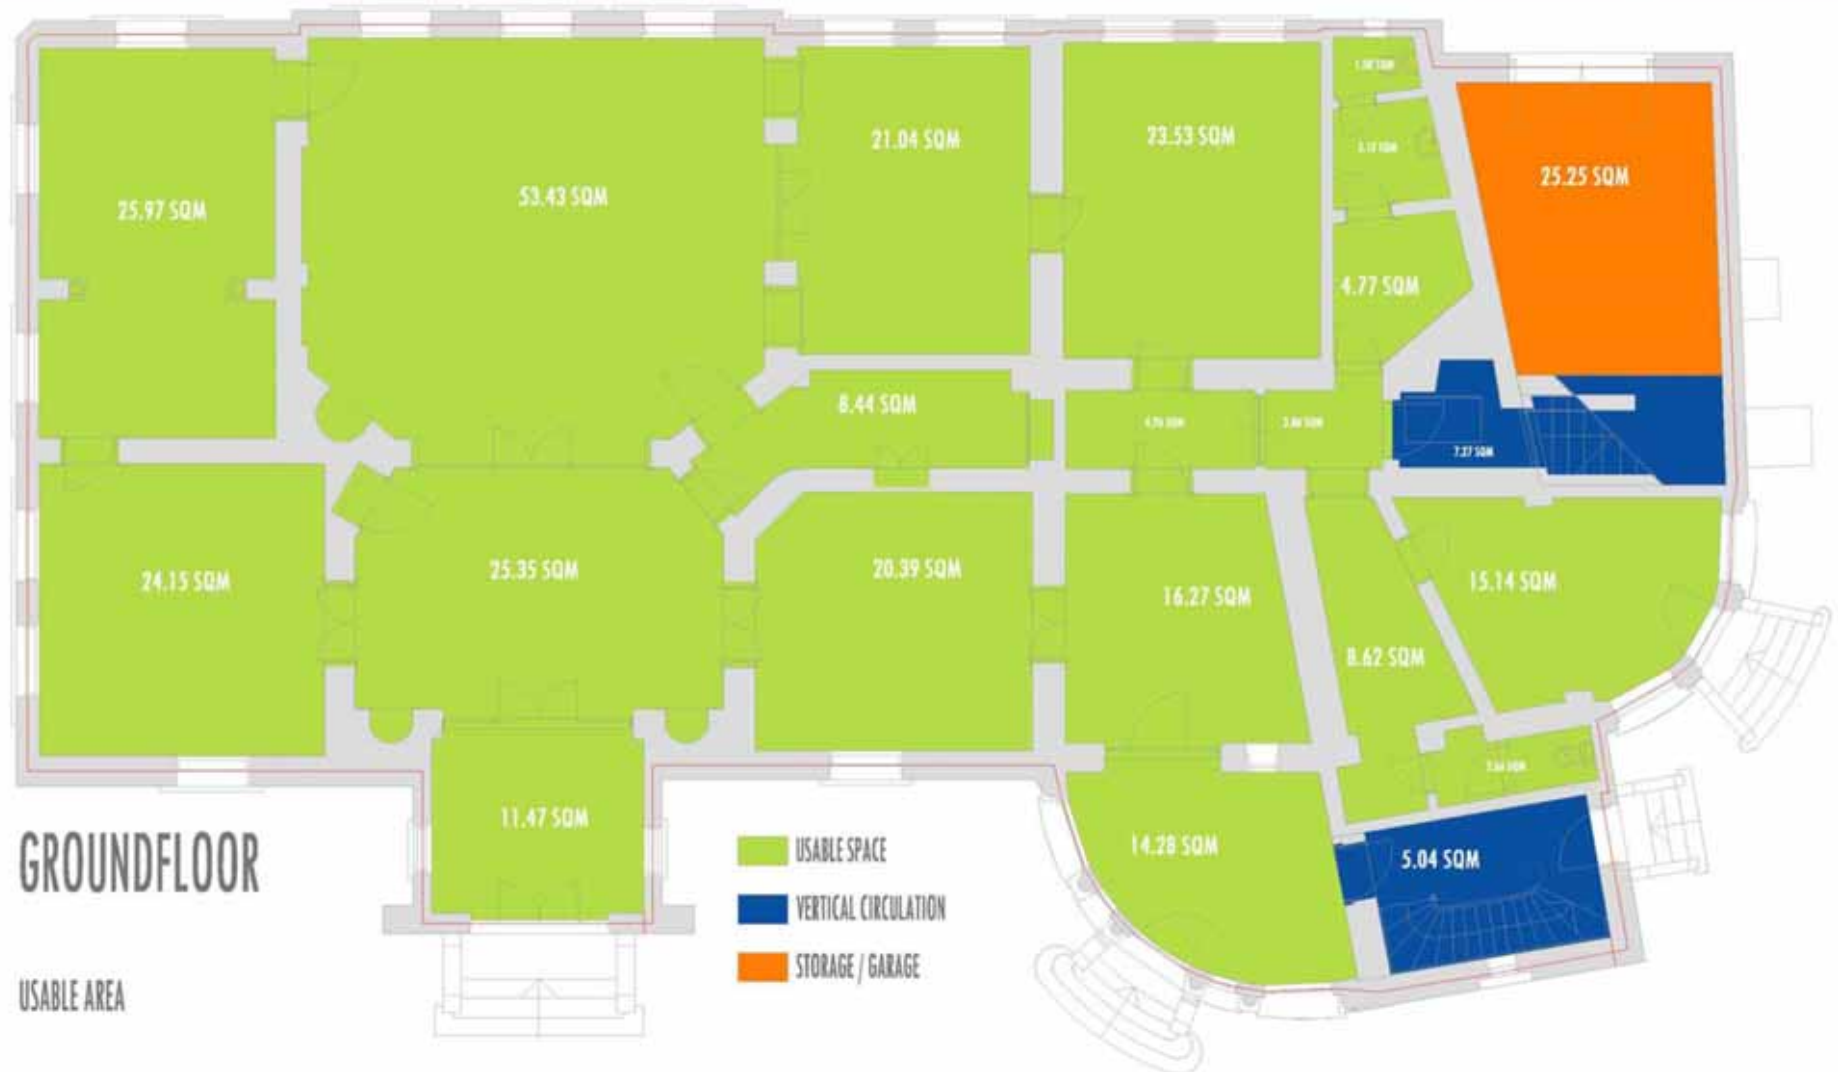 21.04 SQM
23.53 SQM
25.25 SQM
25.97 SQM
53.43 SQM
4.77 SQM
8.44 SQM
7.27 SQM
24.15 SQM
25.35 SQM
20.39 SQM
16.27 SQM
15.14 SQM
8.62 SQM
11.47 SQM
14.28 SQM
5.04 SQM
GROUNDFLOOR
USABLE AREA
USABLE SPACE
VERTICAL CIRCULATION
STORAGE / GARAGE